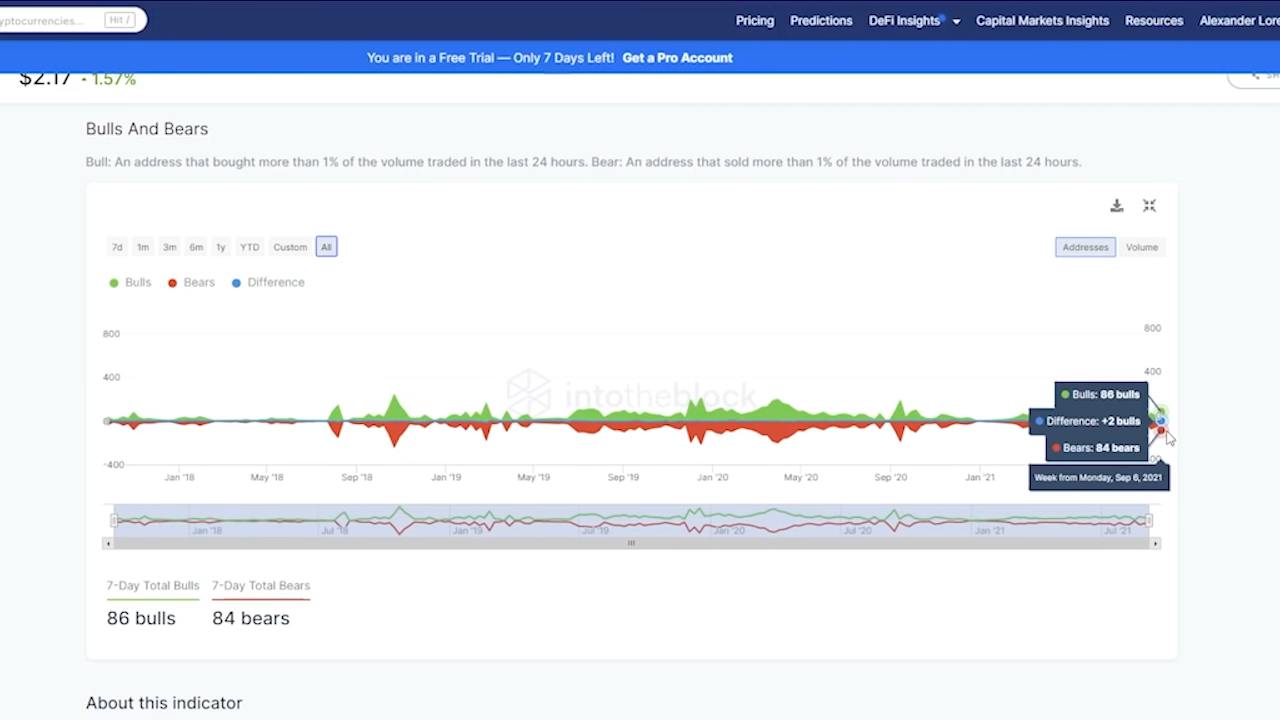 yptocurrencies... Hit / Pricing Predictions DeFi Insights Capital Markets Insights Resources Alexander Lore
You are in a Free Trial — Only 7 Days Left! Get a Pro Account
$2.17 1.57%
Bulls And Bears
Bull: An address that bought more than 1% of the volume traded in the last 24 hours. Bear: An address that sold more than 1% of the volume traded in the last 24 hours.
7d 1m 3m 6m 1y YTD Custom All Addresses Volume
Bulls Bears Difference
800 800
400 400
intotheblock
Bulls: 86 bulls
0 Difference: +2 bulls
Bears: 84 bears
-400
Jan '18 May '18 Sep '18 Jan '19 May '19 Sep '19 Jan '20 May '20 Sep '20 Jan '21 Week from Monday, Sep 6, 2021
Jan '18 Jul '18 Jan '19 Jul '19 Jan '20 Jul '20 Jan '21 Jul '21
7-Day Total Bulls 7-Day Total Bears
86 bulls 84 bears
About this indicator